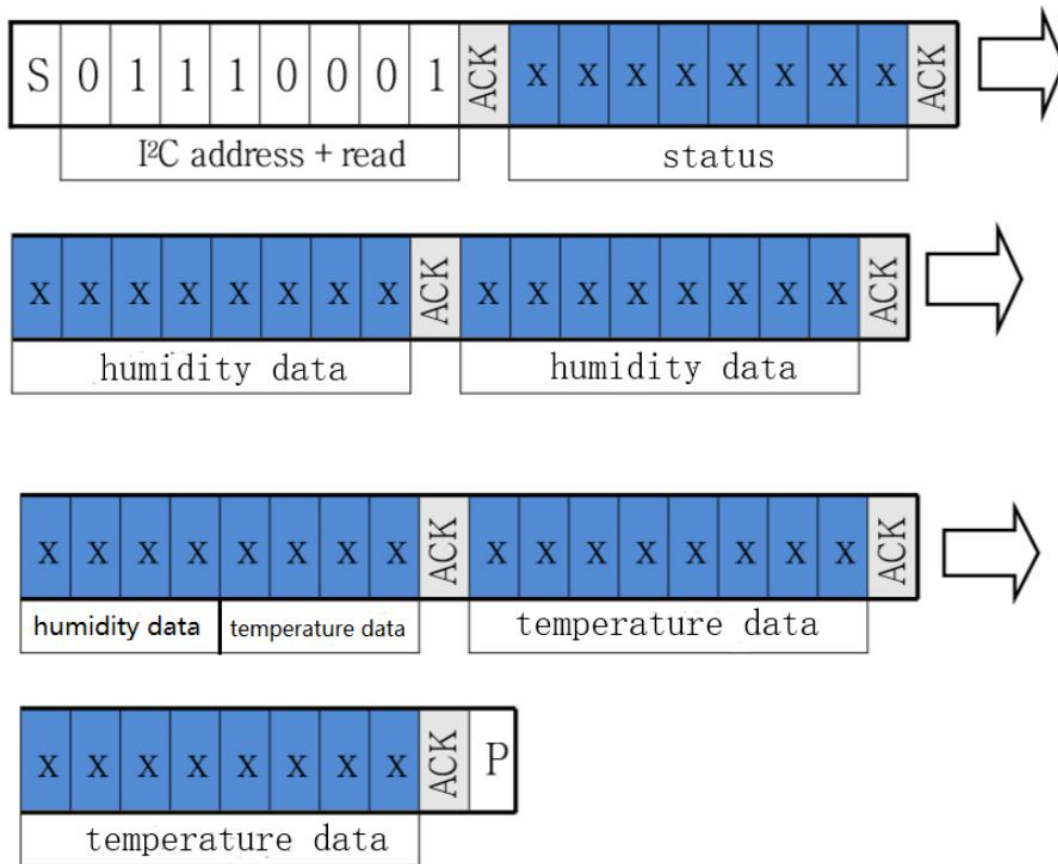 S 0 1 1 1 0 0 0 1 ACK x x x x x x x x ACK
I²C address + read status
x x x x x x x x ACK x x x x x x x x ACK
humidity data humidity data
x x x x x x x x ACK x x x x x x x x ACK
humidity data temperature data temperature data
x x x x x x x x ACK P
temperature data